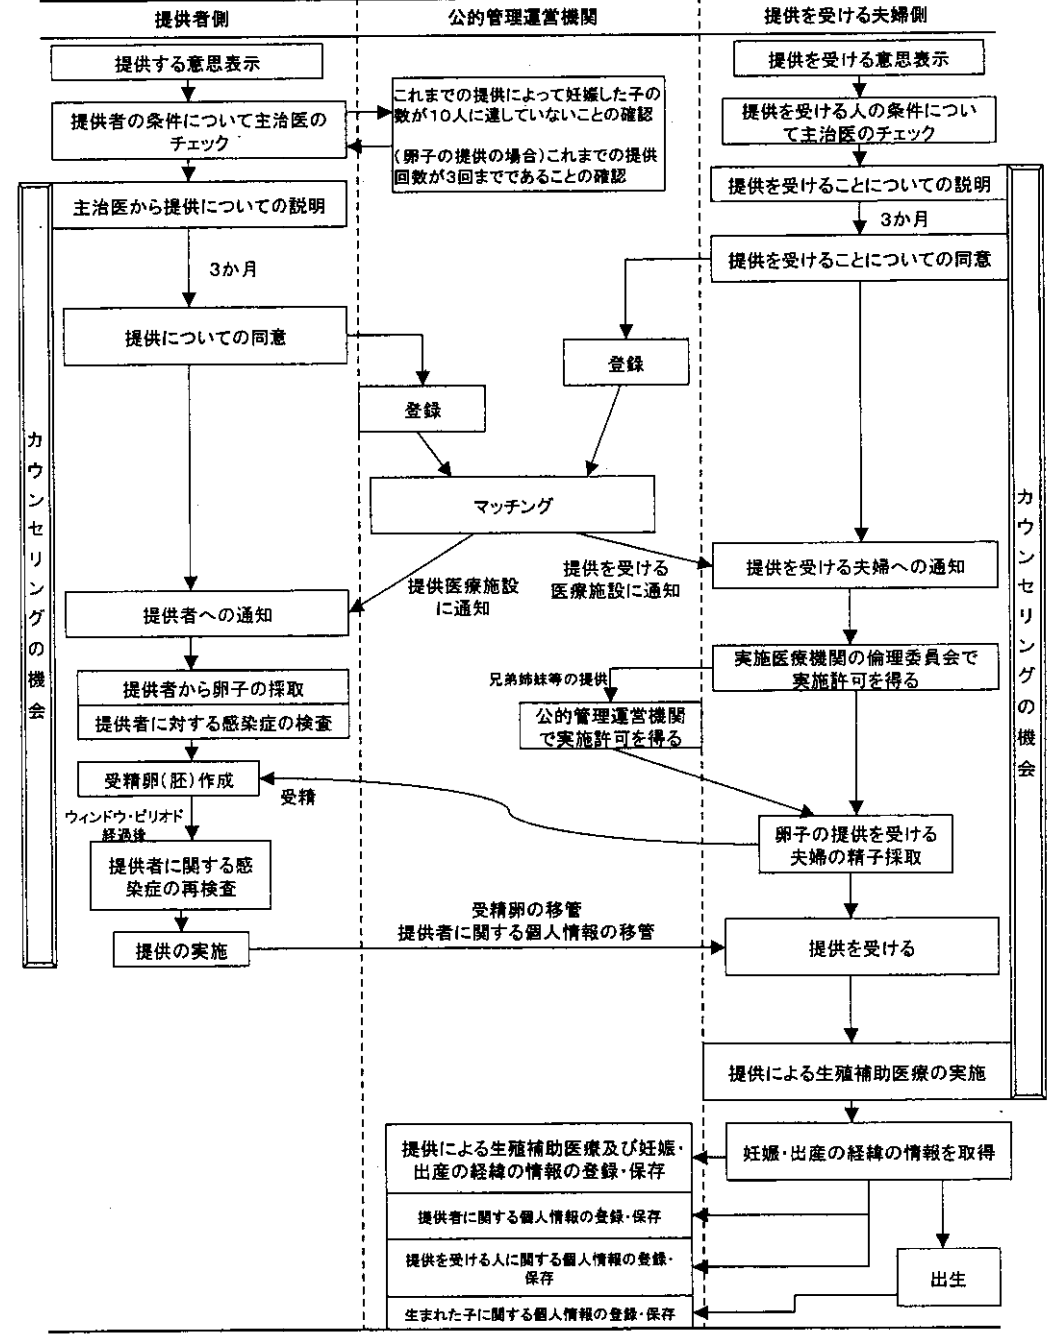 提供者側
公的管理運営機関
提供を受ける夫婦側
提供する意思表示
提供者の条件について主治医の
チェック
これまでの提供によって妊娠した子の
数が10人に達していないことの確認
(卵子の提供の場合)これまでの提供
回数が3回までであることの確認
提供を受ける意思表示
提供を受ける人の条件につい
て主治医のチェック
主治医から提供についての説明
提供を受けることについての説明
3か月
3か月
提供を受けることについての同意
提供についての同意
登録
登録
マッチング
カウンセリングの機会
カウンセリングの機会
提供医療施設
に通知
提供を受ける
医療施設に通知
提供を受ける夫婦への通知
提供者への通知
実施医療機関の倫理委員会で
実施許可を得る
兄弟姉妹等の提供
公的管理運営機関
で実施許可を得る
提供者から卵子の採取
提供者に対する感染症の検査
受精卵(胚)作成
受精
ウィンドウ・ピリオド
経過後
卵子の提供を受ける
夫婦の精子採取
提供者に関する感
染症の再検査
受精卵の移管
提供者に関する個人情報の移管
提供の実施
提供を受ける
提供による生殖補助医療の実施
提供による生殖補助医療及び妊娠・
出産の経緯の情報の登録・保存
妊娠・出産の経緯の情報を取得
提供者に関する個人情報の登録・保存
提供を受ける人に関する個人情報の登録・
保存
出生
生まれた子に関する個人情報の登録・保存